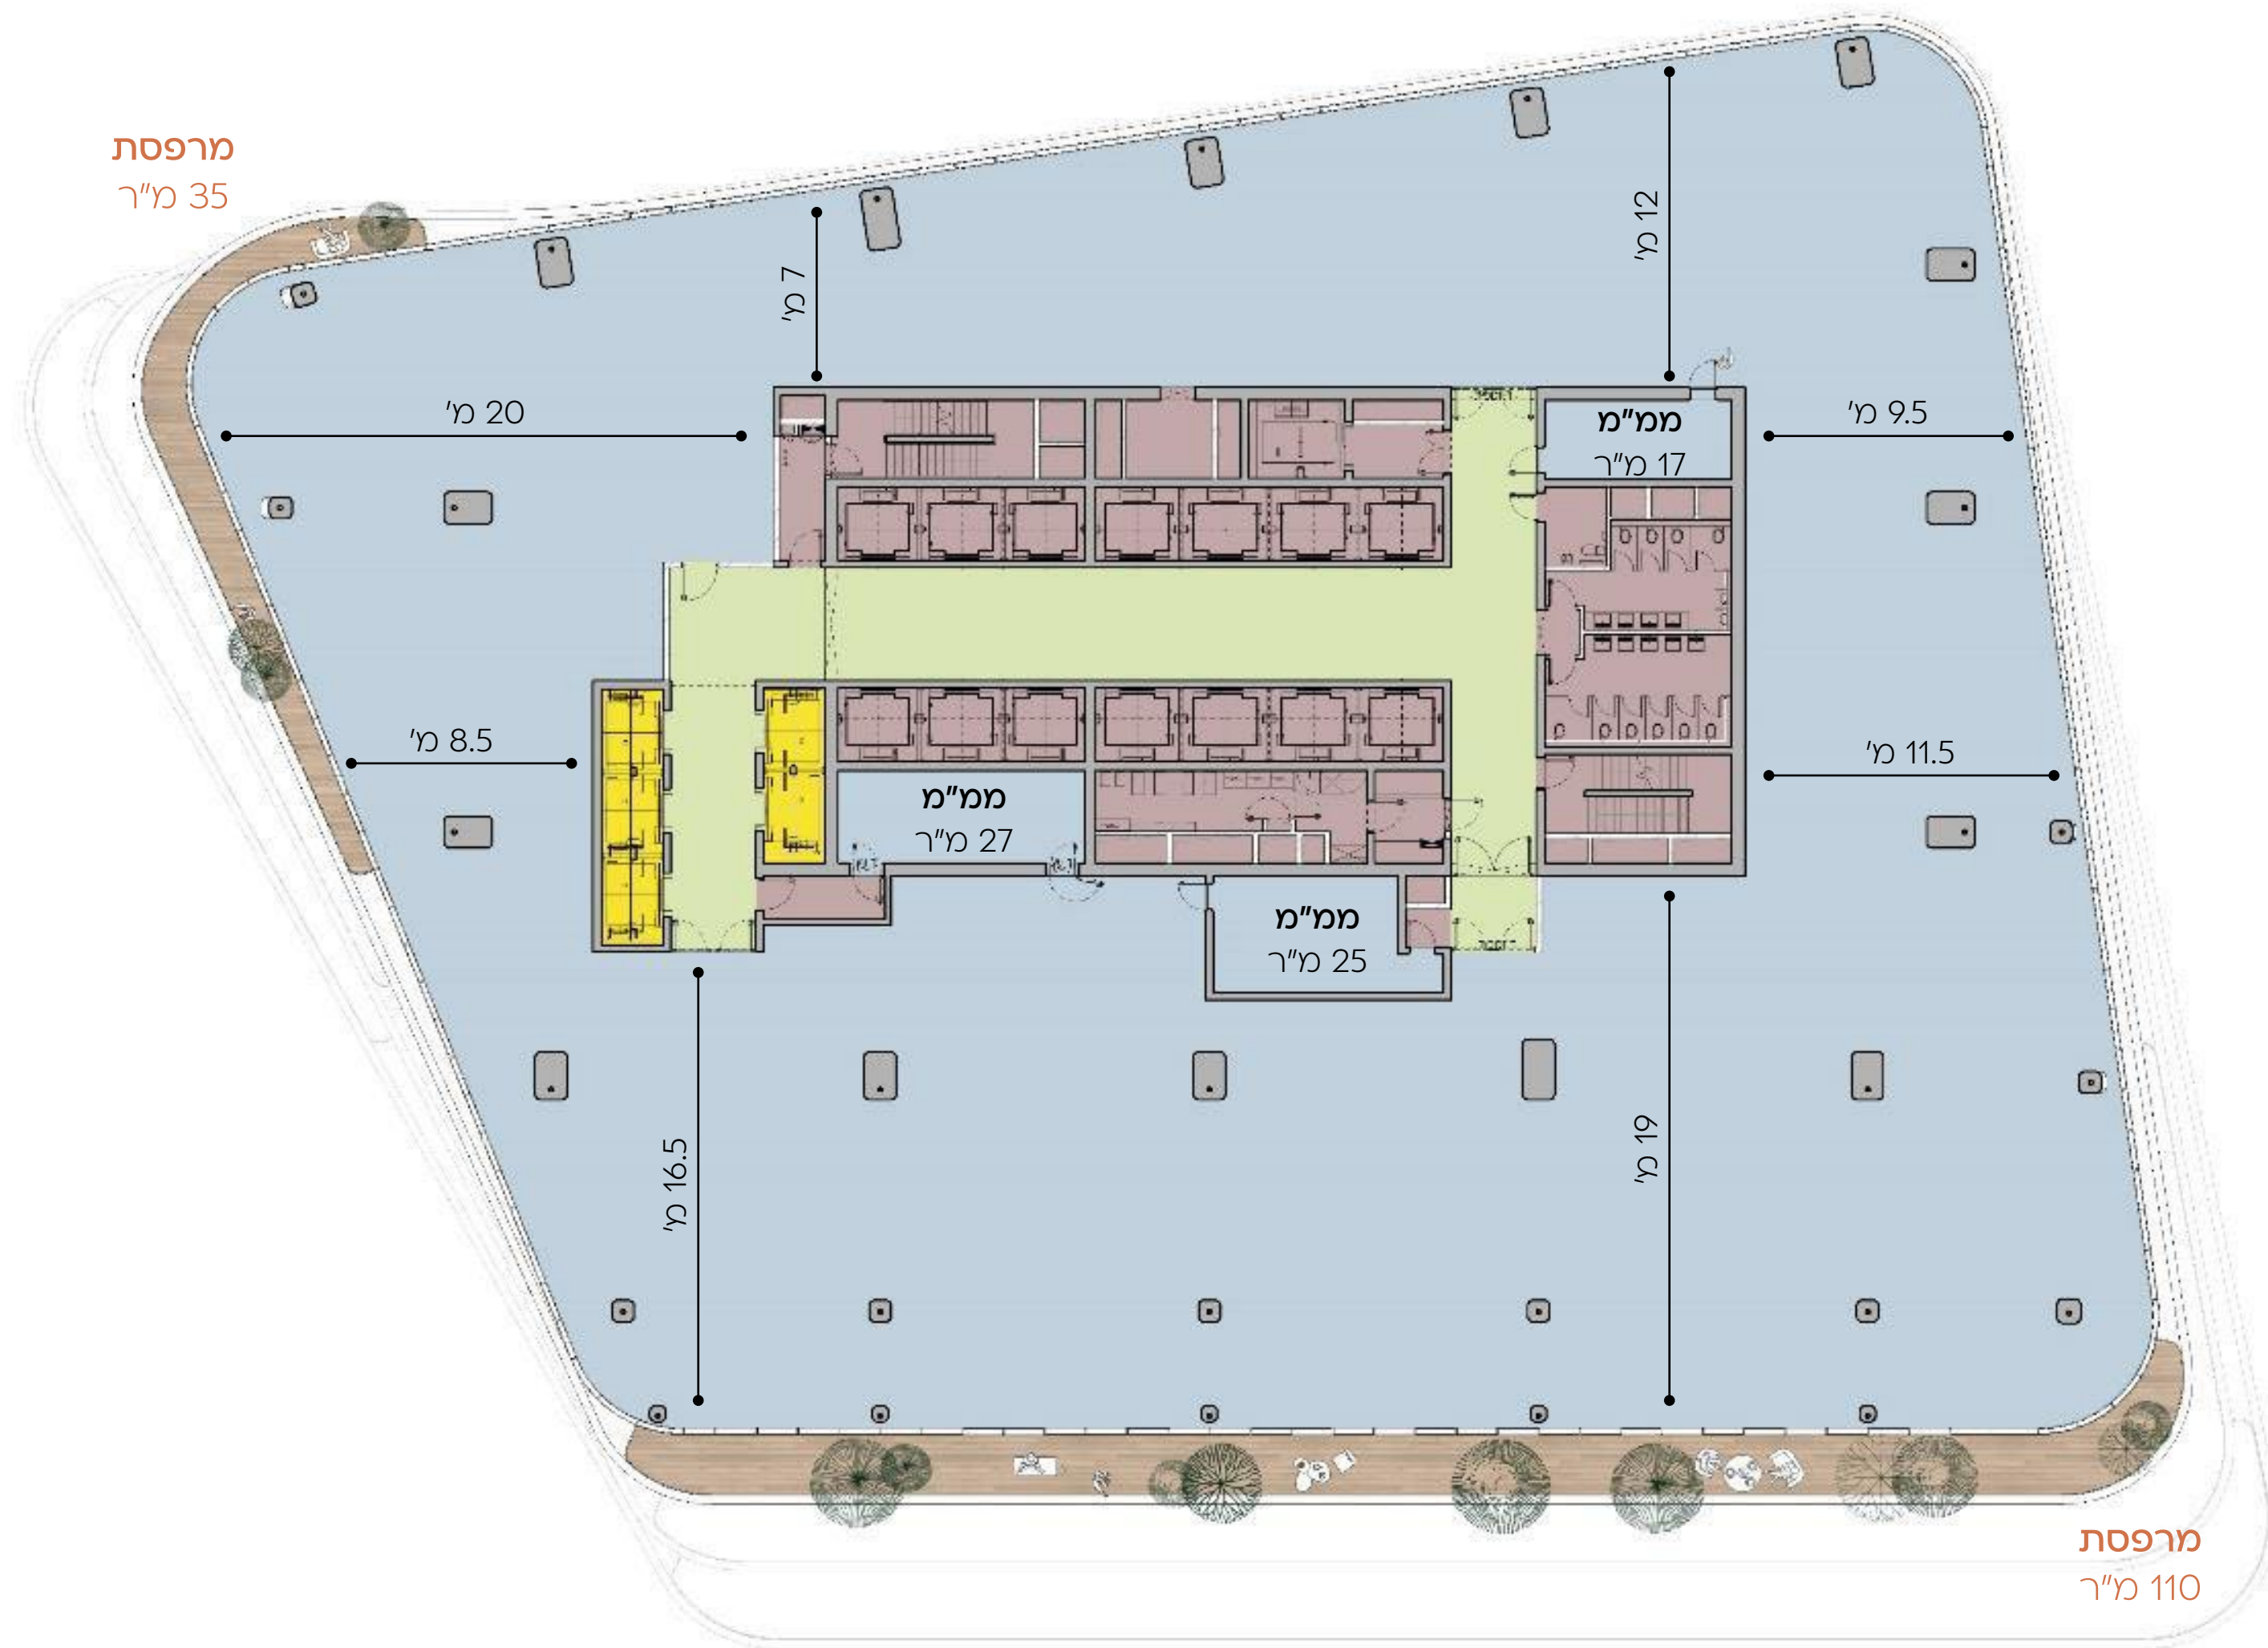 מרפסת
35 מ"ר
12 מ'
7 מ'
20 מ'
ממ"מ
17 מ"ר
9.5 מ'
8.5 מ'
11.5 מ'
ממ"מ
27 מ"ר
ממ"מ
25 מ"ר
16.5 מ'
19 מ'
מרפסת
110 מ"ר